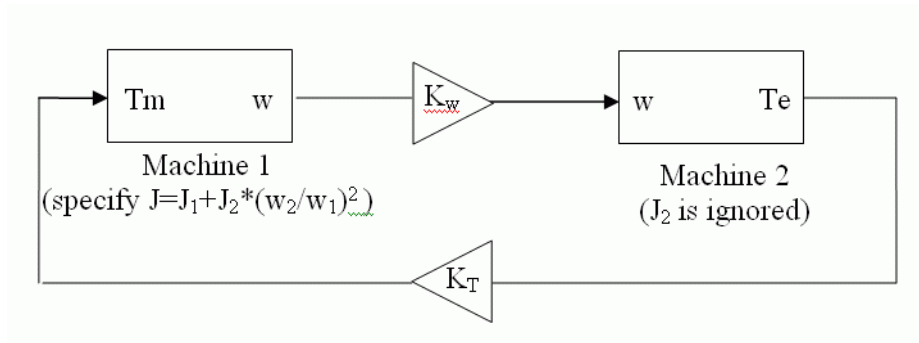 Tm w
K_w
w Te
Machine 1
(specify J=J₁+J₂*(w₂/w₁)²)
Machine 2
(J₂ is ignored)
K_T